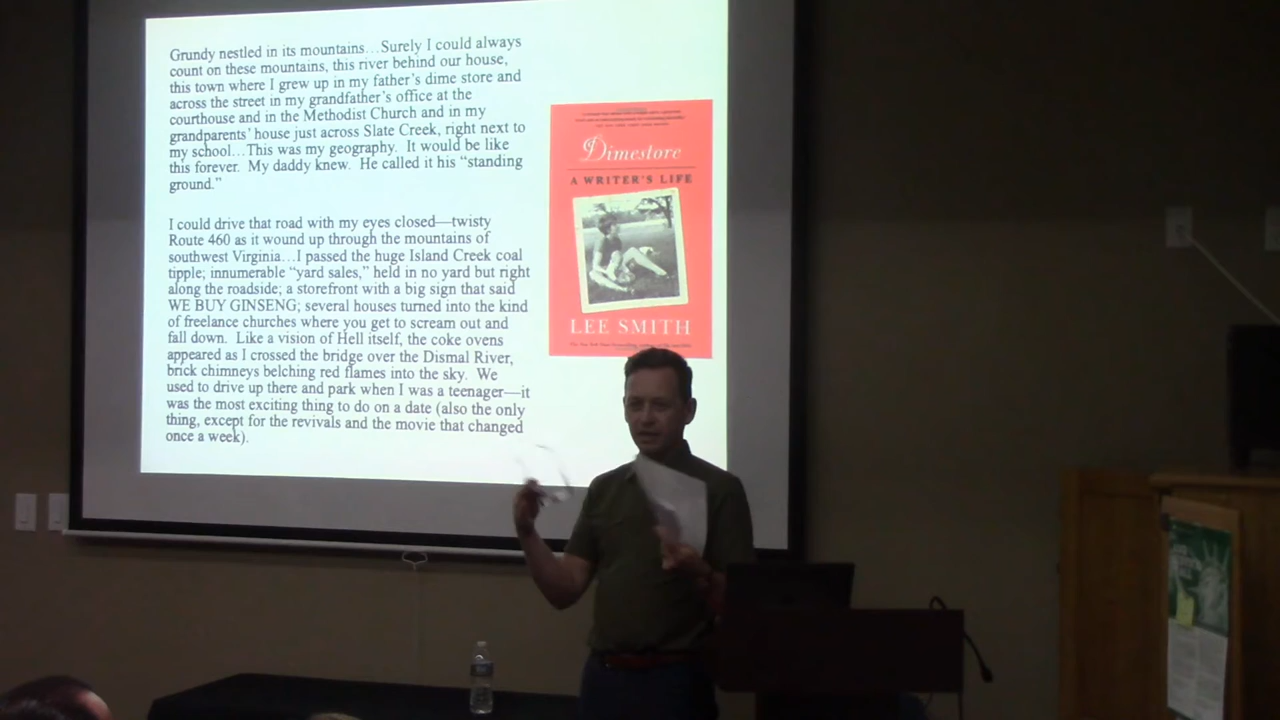 Grundy nestled in its mountains…Surely I could always
count on these mountains, this river behind our house,
this town where I grew up in my father's dime store and
across the street in my grandfather's office at the
courthouse and in the Methodist Church and in my
grandparents' house just across Slate Creek, right next to
my school…This was my geography.  It would be like
this forever.  My daddy knew.  He called it his “standing
ground.”
I could drive that road with my eyes closed—twisty
Route 460 as it wound up through the mountains of
southwest Virginia…I passed the huge Island Creek coal
tipple; innumerable “yard sales,” held in no yard but right
along the roadside; a storefront with a big sign that said
WE BUY GINSENG; several houses turned into the kind
of freelance churches where you get to scream out and
fall down.  Like a vision of Hell itself, the coke ovens
appeared as I crossed the bridge over the Dismal River,
brick chimneys belching red flames into the sky.  We
used to drive up there and park when I was a teenager—it
was the most exciting thing to do on a date (also the only
thing, except for the revivals and the movie that changed
once a week).
Dimestore
A WRITER'S LIFE
LEE SMITH